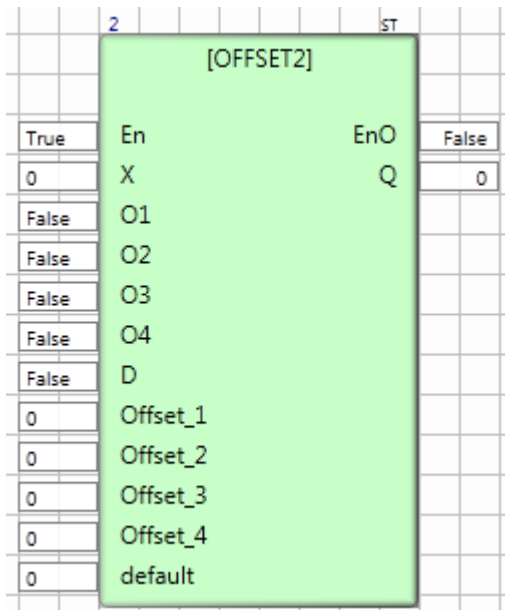 2 ST
[OFFSET2]
True En EnO False
0 X Q 0
False O1
False O2
False O3
False O4
False D
0 Offset_1
0 Offset_2
0 Offset_3
0 Offset_4
0 default